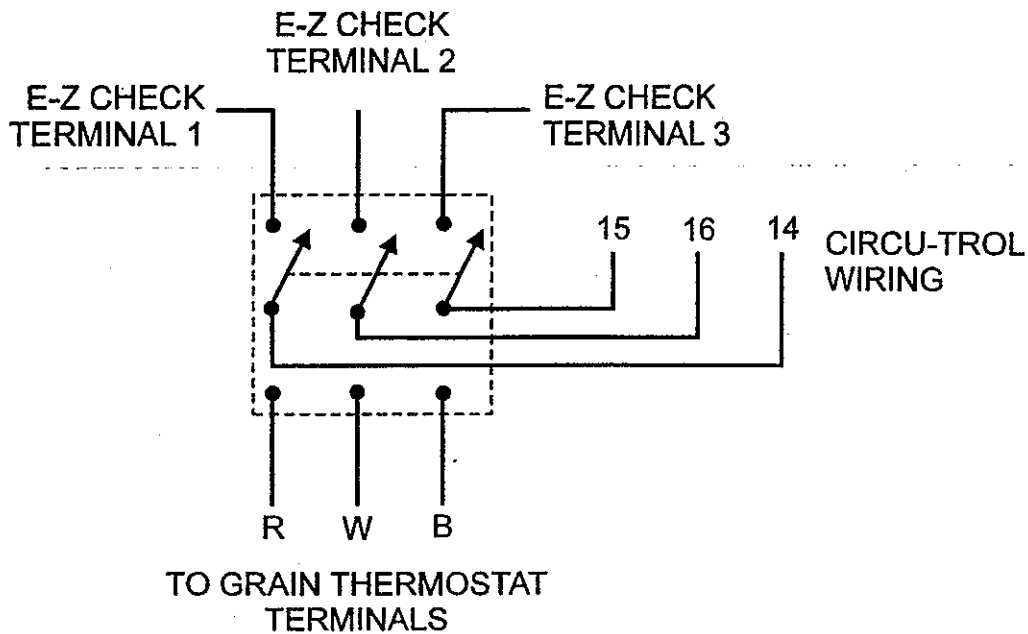 E-Z CHECK
TERMINAL 2
E-Z CHECK
TERMINAL 1
E-Z CHECK
TERMINAL 3
15 16 14
CIRCU-TROL
WIRING
R W B
TO GRAIN THERMOSTAT
TERMINALS